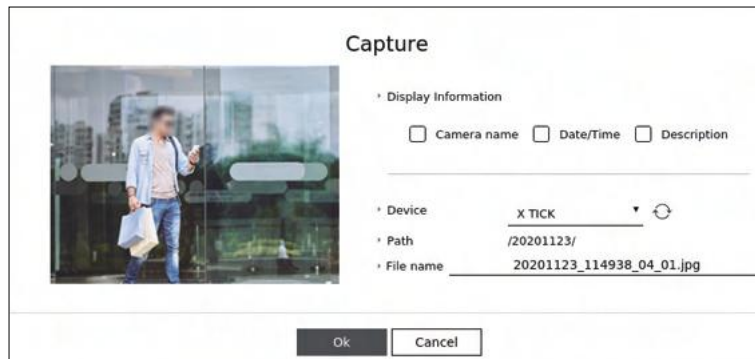 Capture
Display Information
Camera name Date/Time Description
Device X TICK
Path /20201123/
File name 20201123_114938_04_01.jpg
Ok Cancel